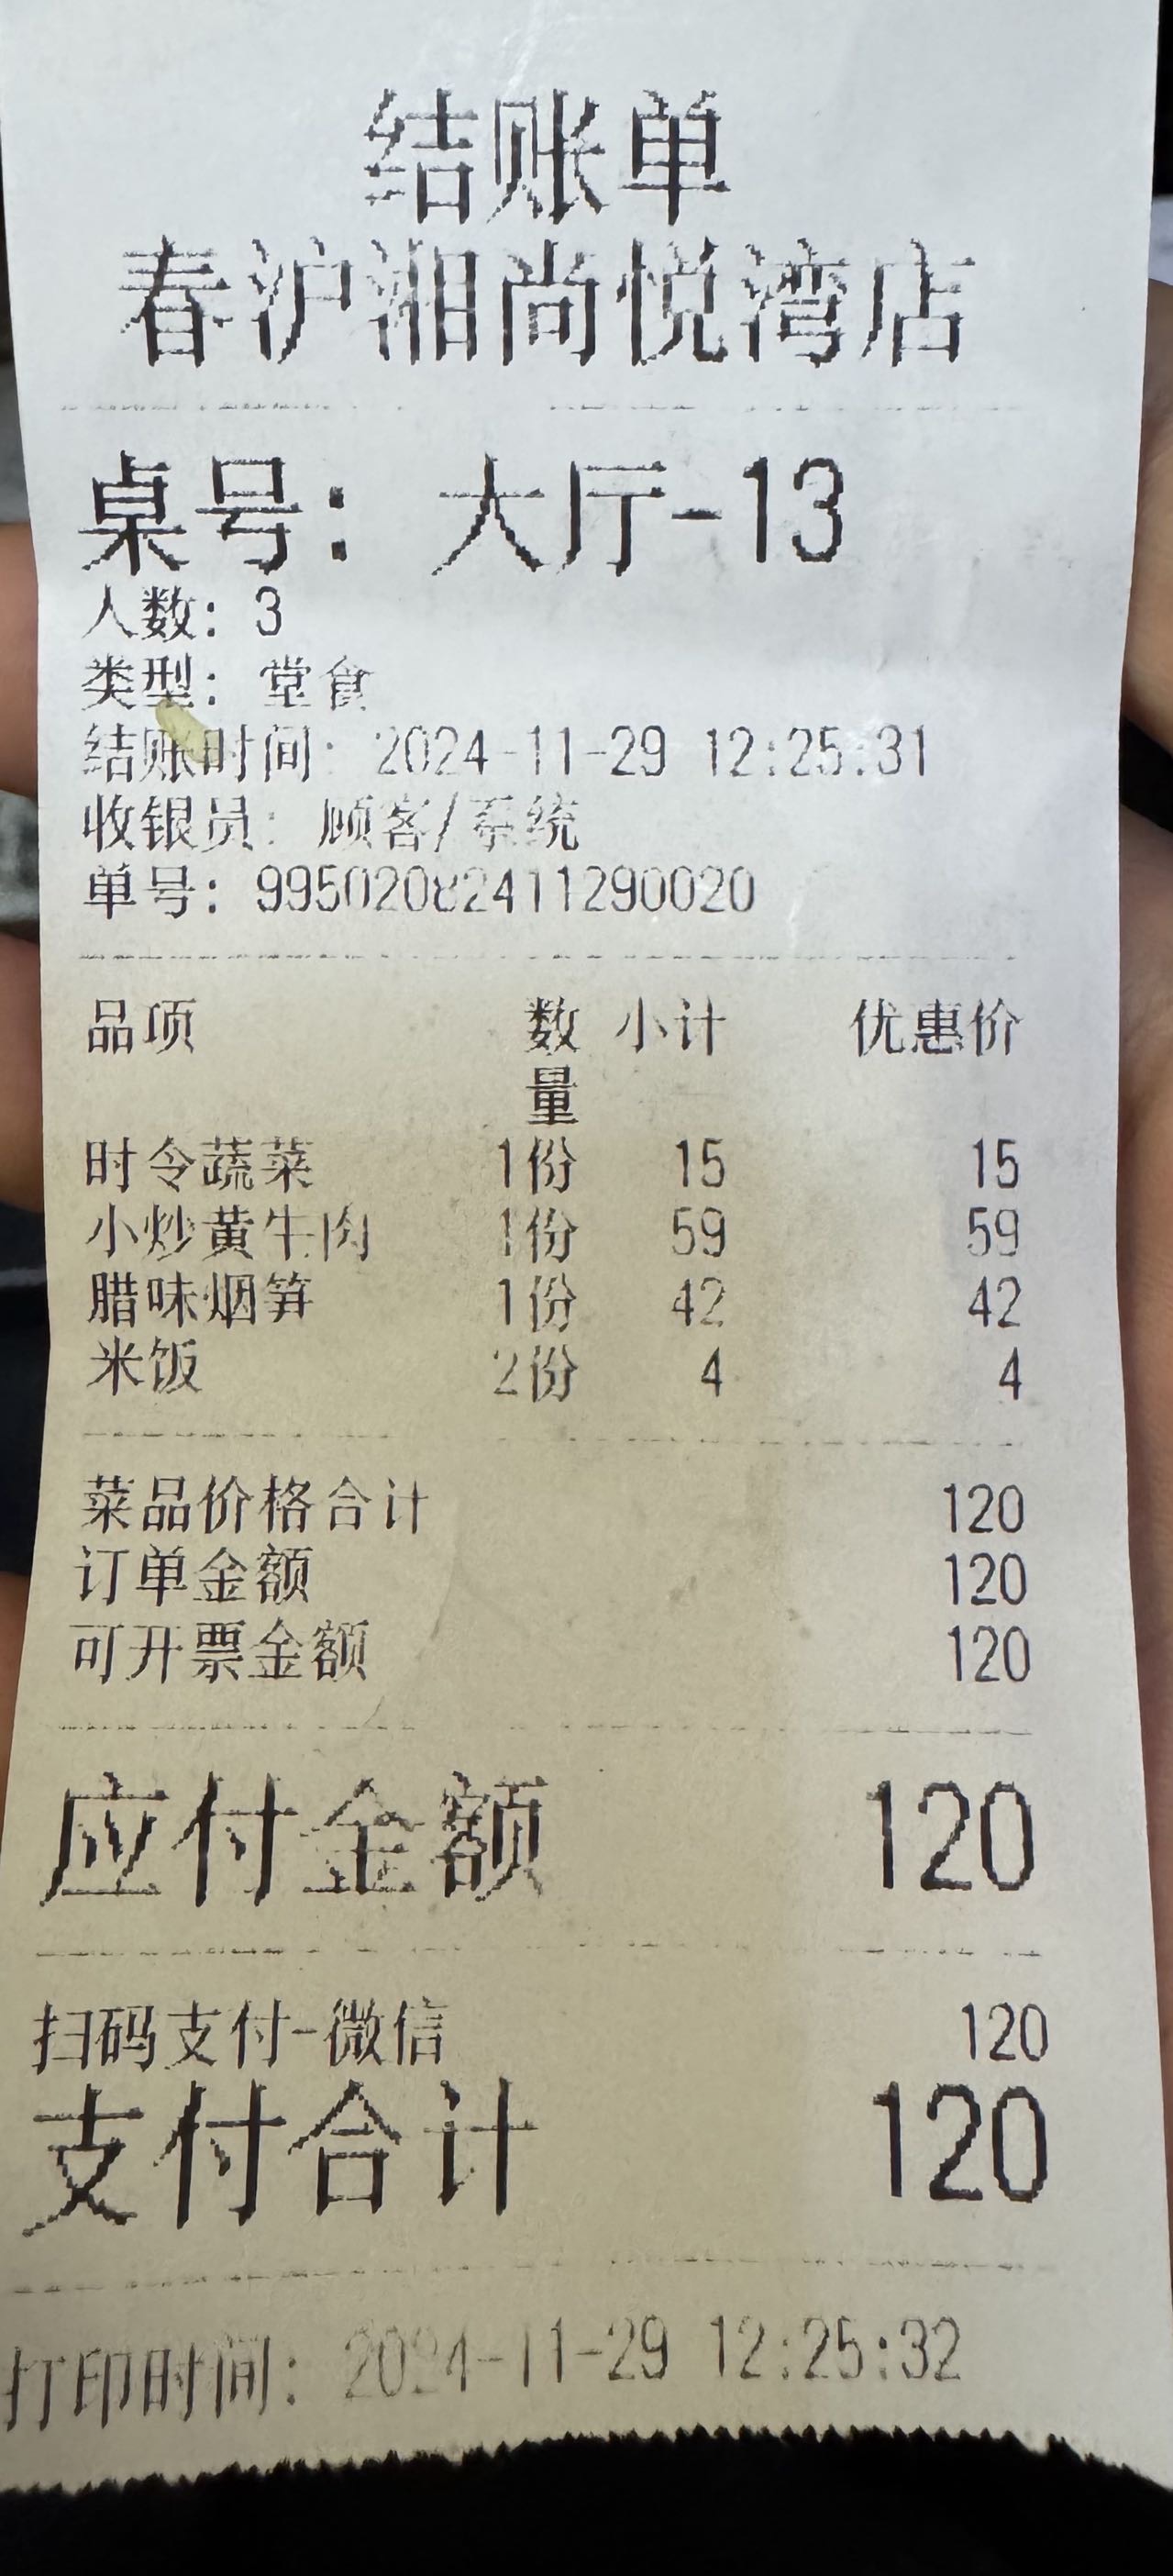 结账单
春沪湘尚悦湾店
桌号： 大厅-13
人数：3
类型：堂食
结账时间：2024-11-29 12:25:31
收银员：顾客/系统
单号：995020822411290020
品项 数量 小计 优惠价
时令蔬菜 1份 15 15
小炒黄牛肉 1份 59 59
腊味烟笋 1份 42 42
米饭 2份 4 4
菜品价格合计 120
订单金额 120
可开票金额 120
应付金额 120
扫码支付-微信 120
支付合计 120
打印时间：2024-11-29 12:25:32